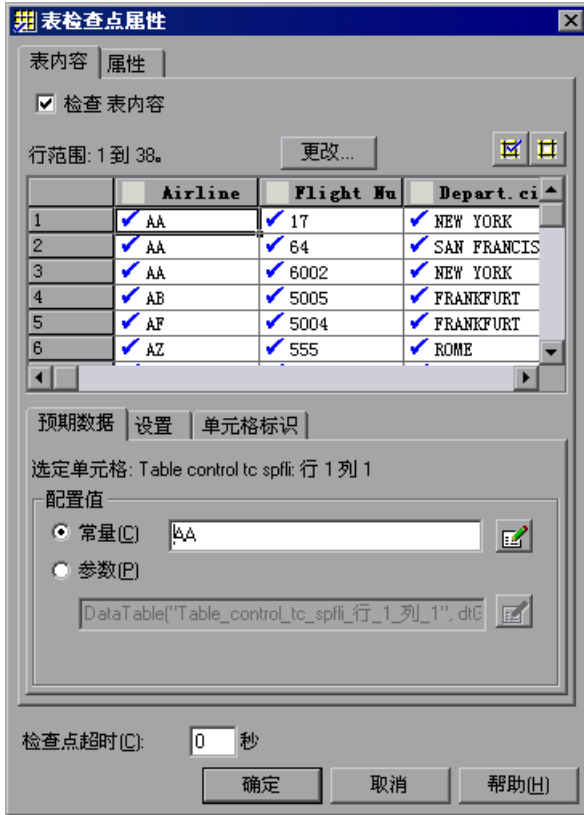 表检查点属性
表内容 属性
检查 表内容
行范围: 1 到 38。 更改...
Airline Flight Nu Depart.ci
1 AA 17 NEW YORK
2 AA 64 SAN FRANCIS
3 AA 6002 NEW YORK
4 AB 5005 FRANKFURT
5 AF 5004 FRANKFURT
6 AZ 555 ROME
预期数据 设置 单元格标识
选定单元格: Table control tc spfli: 行 1 列 1
配置值
常量(C) AA
参数(P)
DataTable("Table_control_tc_spfli_行_1_列_1", dtG
检查点超时(C): 0 秒
确定 取消 帮助(H)